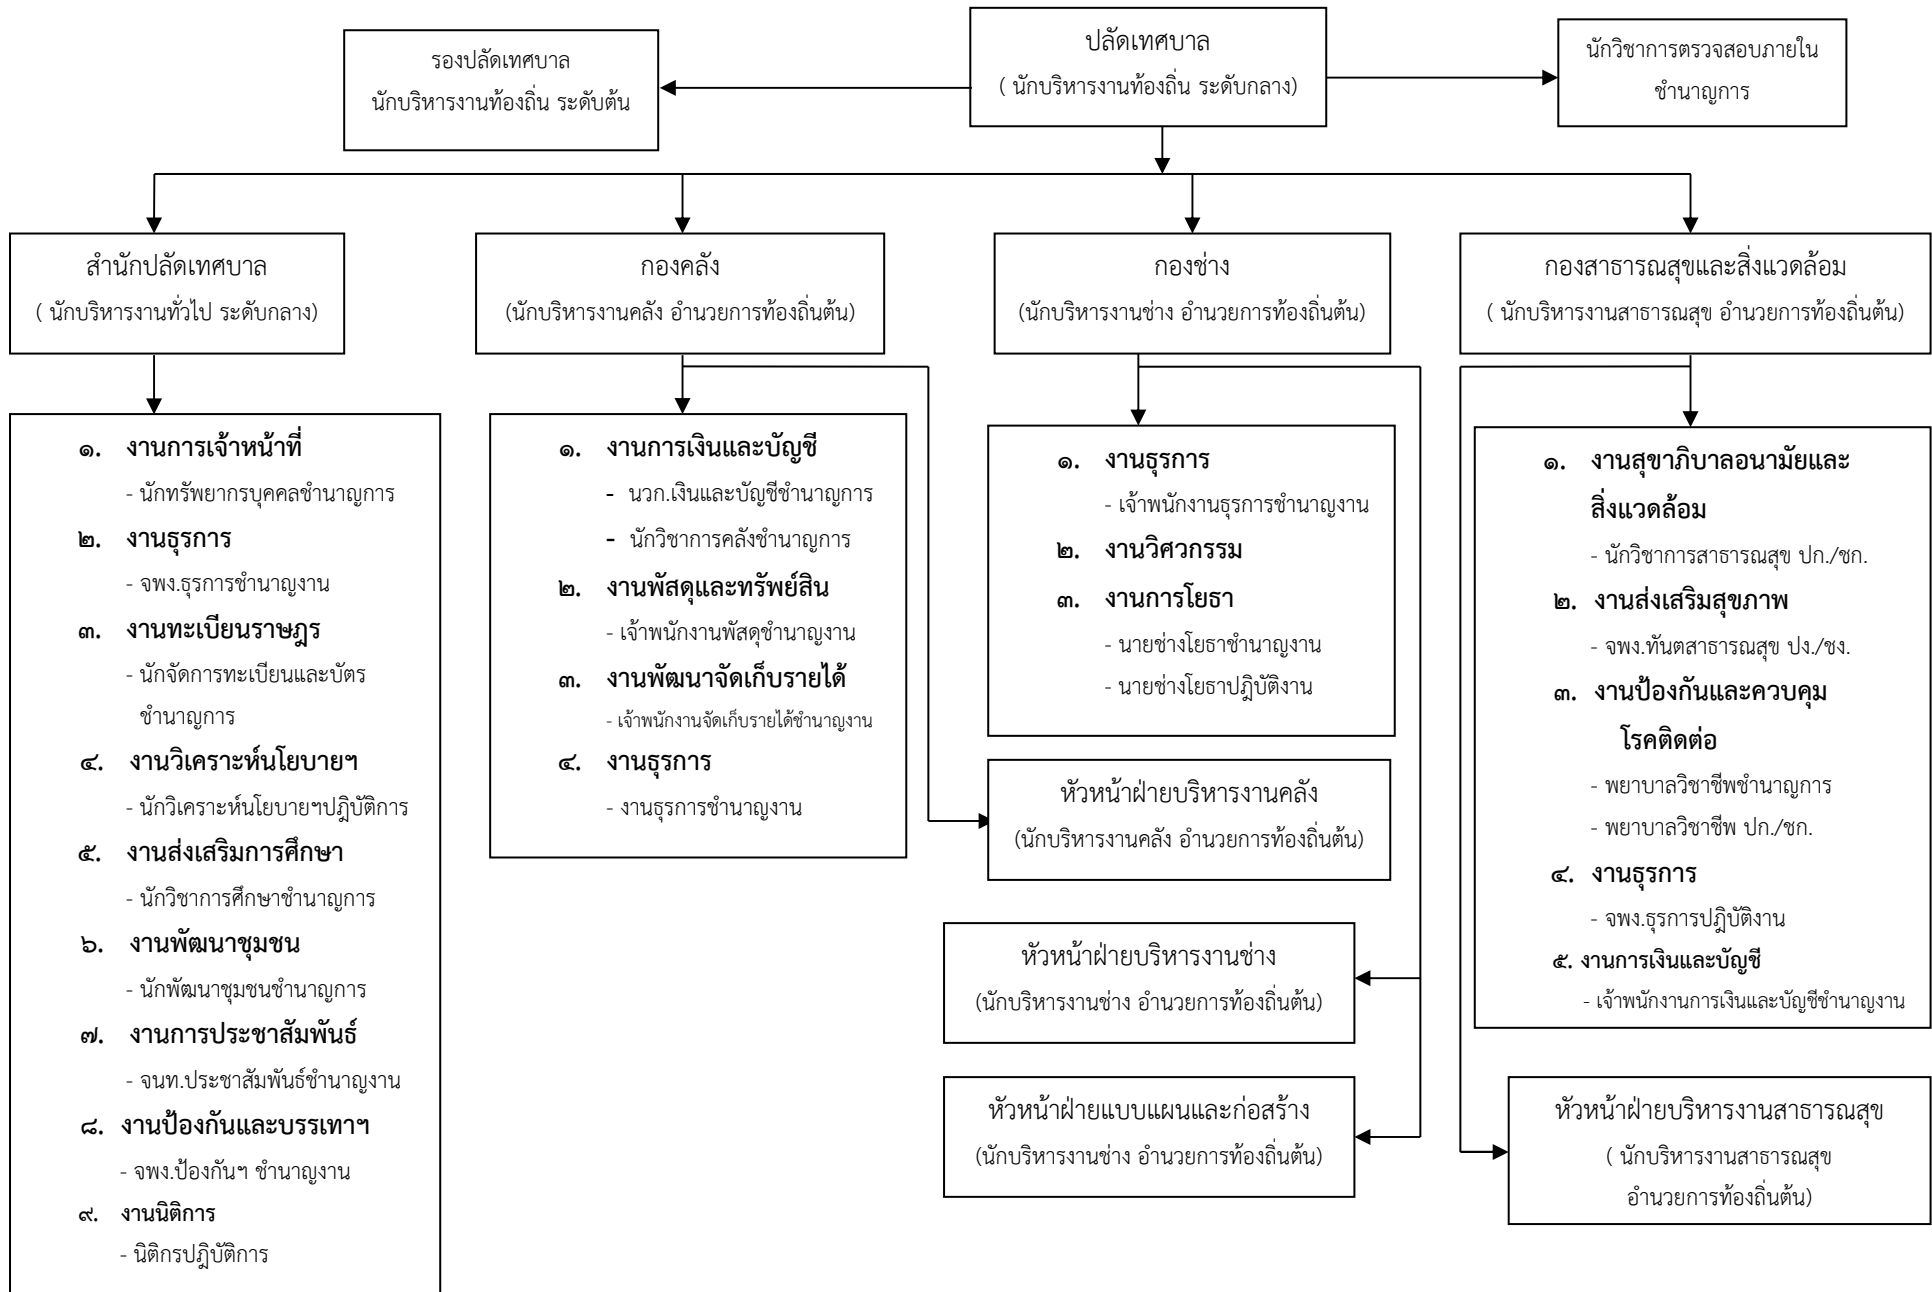 ปลัดเทศบาล
( นักบริหารงานท้องถิ่น ระดับกลาง)
รองปลัดเทศบาล
นักบริหารงานท้องถิ่น ระดับต้น
นักวิชาการตรวจสอบภายใน
ชำนาญการ
สำนักปลัดเทศบาล
( นักบริหารงานทั่วไป ระดับกลาง)
กองคลัง
(นักบริหารงานคลัง อำนวยการท้องถิ่นต้น)
กองช่าง
(นักบริหารงานช่าง อำนวยการท้องถิ่นต้น)
กองสาธารณสุขและสิ่งแวดล้อม
( นักบริหารงานสาธารณสุข อำนวยการท้องถิ่นต้น)
๑. งานการเจ้าหน้าที่
- นักทรัพยากรบุคคลชำนาญการ
๒. งานธุรการ
- จพง.ธุรการชำนาญงาน
๓. งานทะเบียนราษฎร
- นักจัดการทะเบียนและบัตร
ชำนาญการ
๔. งานวิเคราะห์นโยบายฯ
- นักวิเคราะห์นโยบายฯปฏิบัติการ
๕. งานส่งเสริมการศึกษา
- นักวิชาการศึกษาชำนาญการ
๖. งานพัฒนาชุมชน
- นักพัฒนาชุมชนชำนาญการ
๗. งานการประชาสัมพันธ์
- จนท.ประชาสัมพันธ์ชำนาญงาน
๘. งานป้องกันและบรรเทาฯ
- จพง.ป้องกันฯ ชำนาญงาน
๙. งานนิติการ
- นิติกรปฏิบัติการ
๑. งานการเงินและบัญชี
- นวก.เงินและบัญชีชำนาญการ
- นักวิชาการคลังชำนาญการ
๒. งานพัสดุและทรัพย์สิน
- เจ้าพนักงานพัสดุชำนาญงาน
๓. งานพัฒนาจัดเก็บรายได้
- เจ้าพนักงานจัดเก็บรายได้ชำนาญงาน
๔. งานธุรการ
- งานธุรการชำนาญงาน
๑. งานธุรการ
- เจ้าพนักงานธุรการชำนาญงาน
๒. งานวิศวกรรม
๓. งานการโยธา
- นายช่างโยธาชำนาญงาน
- นายช่างโยธาปฏิบัติงาน
หัวหน้าฝ่ายบริหารงานคลัง
(นักบริหารงานคลัง อำนวยการท้องถิ่นต้น)
หัวหน้าฝ่ายบริหารงานช่าง
(นักบริหารงานช่าง อำนวยการท้องถิ่นต้น)
หัวหน้าฝ่ายแบบแผนและก่อสร้าง
(นักบริหารงานช่าง อำนวยการท้องถิ่นต้น)
๑. งานสุขาภิบาลอนามัยและ
สิ่งแวดล้อม
- นักวิชาการสาธารณสุข ปก./ชก.
๒. งานส่งเสริมสุขภาพ
- จพง.ทันตสาธารณสุข ปง./ชง.
๓. งานป้องกันและควบคุม
โรคติดต่อ
- พยาบาลวิชาชีพชำนาญการ
- พยาบาลวิชาชีพ ปก./ชก.
๔. งานธุรการ
- จพง.ธุรการปฏิบัติงาน
๕. งานการเงินและบัญชี
- เจ้าพนักงานการเงินและบัญชีชำนาญงาน
หัวหน้าฝ่ายบริหารงานสาธารณสุข
( นักบริหารงานสาธารณสุข
อำนวยการท้องถิ่นต้น)